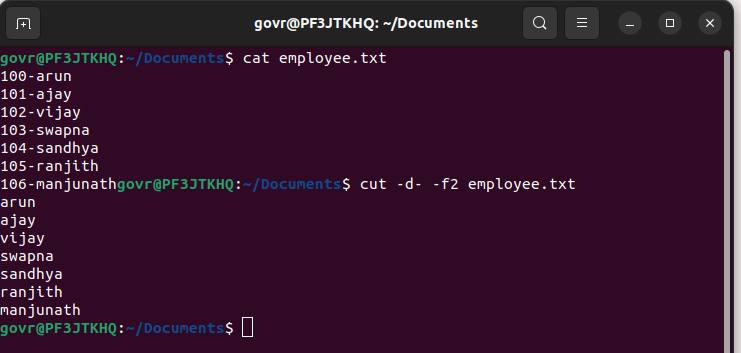 govr@PF3JTKHQ: ~/Documents
govr@PF3JTKHQ:~/Documents$ cat employee.txt
100-arun
101-ajay
102-vijay
103-swapna
104-sandhya
105-ranjith
106-manjunathgovr@PF3JTKHQ:~/Documents$ cut -d- -f2 employee.txt
arun
ajay
vijay
swapna
sandhya
ranjith
manjunath
govr@PF3JTKHQ:~/Documents$